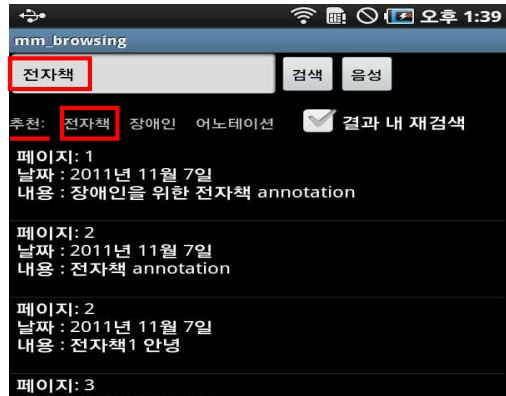 오후 1:39
mm_browsing
전자책 검색 음성
추천: 전자책 장애인 어노테이션 결과 내 재검색
페이지: 1
날짜 : 2011년 11월 7일
내용 : 장애인을 위한 전자책 annotation
페이지: 2
날짜 : 2011년 11월 7일
내용 : 전자책 annotation
페이지: 2
날짜 : 2011년 11월 7일
내용 : 전자책1 안녕
페이지: 3